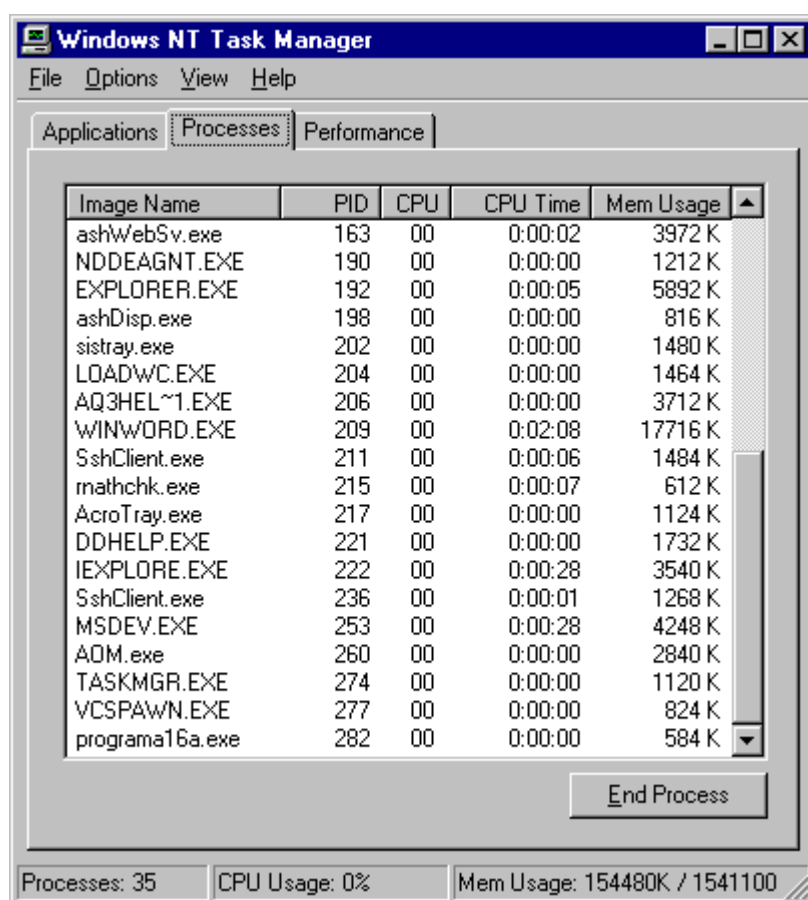 Windows NT Task Manager
File Options View Help
Applications Processes Performance
Image Name PID CPU CPU Time Mem Usage
ashWebSv.exe 163 00 0:00:02 3972 K
NDDEAGNT.EXE 190 00 0:00:00 1212 K
EXPLORER.EXE 192 00 0:00:05 5892 K
ashDisp.exe 198 00 0:00:00 816 K
sistray.exe 202 00 0:00:00 1480 K
LOADWC.EXE 204 00 0:00:00 1464 K
AQ3HEL~1.EXE 206 00 0:00:00 3712 K
WINWORD.EXE 209 00 0:02:08 17716 K
SshClient.exe 211 00 0:00:06 1484 K
mathchk.exe 215 00 0:00:07 612 K
AcroTray.exe 217 00 0:00:00 1124 K
DDHELP.EXE 221 00 0:00:00 1732 K
IEXPLORE.EXE 222 00 0:00:28 3540 K
SshClient.exe 236 00 0:00:01 1268 K
MSDEV.EXE 253 00 0:00:28 4248 K
AOM.exe 260 00 0:00:00 2840 K
TASKMGR.EXE 274 00 0:00:00 1120 K
VCSPAWN.EXE 277 00 0:00:00 824 K
programa16a.exe 282 00 0:00:00 584 K
End Process
Processes: 35 CPU Usage: 0% Mem Usage: 154480K / 1541100